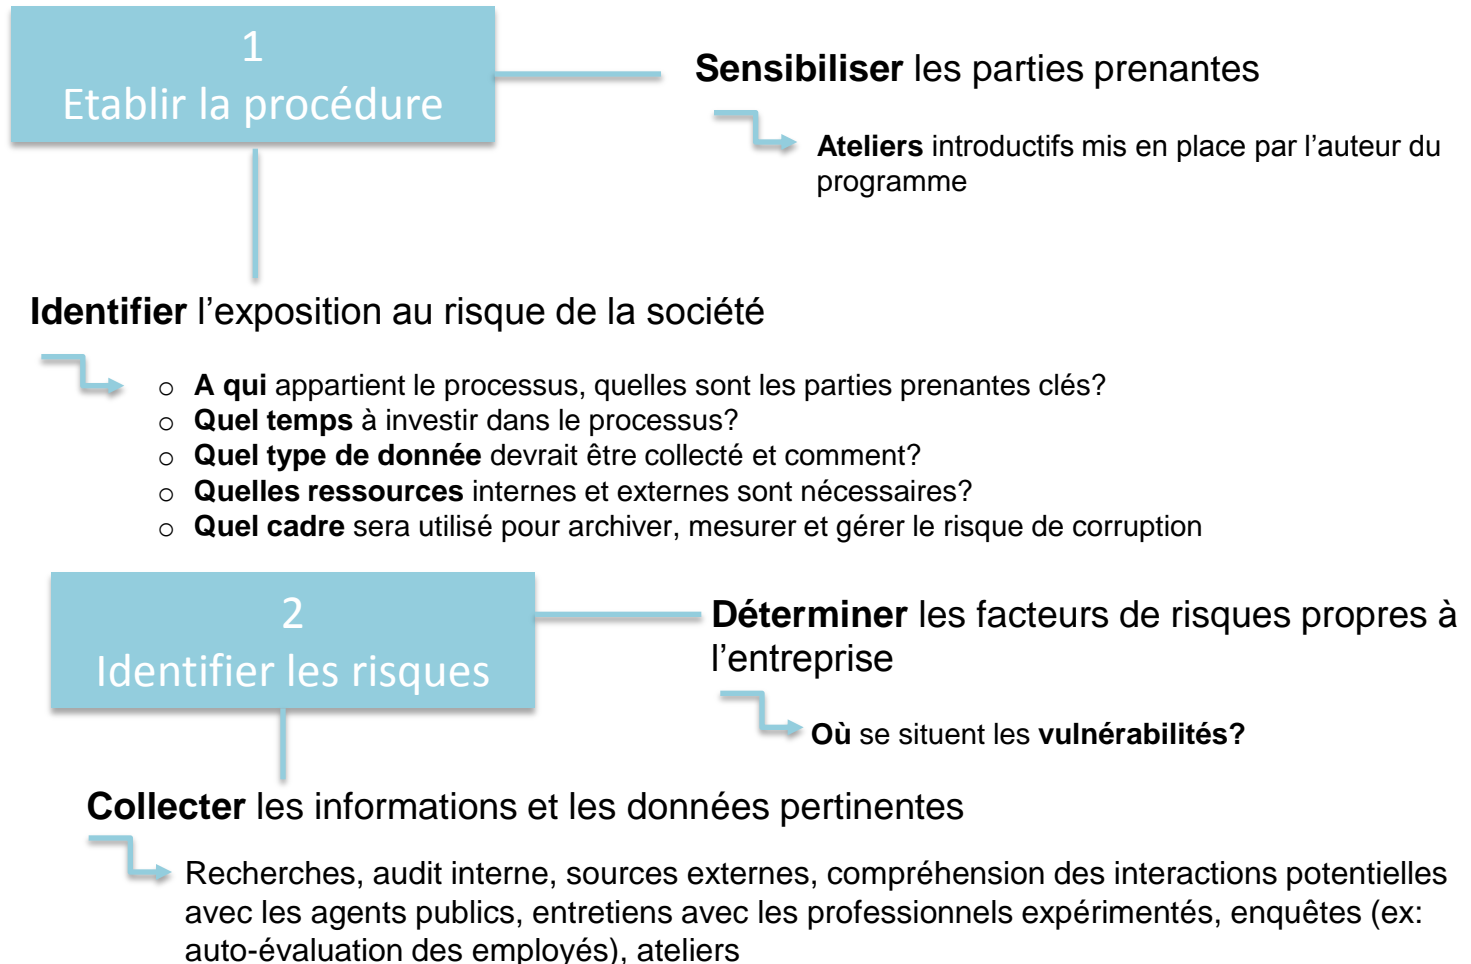 1
Etablir la procédure
Sensibiliser les parties prenantes
Ateliers introductifs mis en place par l’auteur du
programme
Identifier l’exposition au risque de la société
o A qui appartient le processus, quelles sont les parties prenantes clés?
o Quel temps à investir dans le processus?
o Quel type de donnée devrait être collecté et comment?
o Quelles ressources internes et externes sont nécessaires?
o Quel cadre sera utilisé pour archiver, mesurer et gérer le risque de corruption
2
Identifier les risques
Déterminer les facteurs de risques propres à
l’entreprise
Où se situent les vulnérabilités?
Collecter les informations et les données pertinentes
Recherches, audit interne, sources externes, compréhension des interactions potentielles
avec les agents publics, entretiens avec les professionnels expérimentés, enquêtes (ex:
auto-évaluation des employés), ateliers